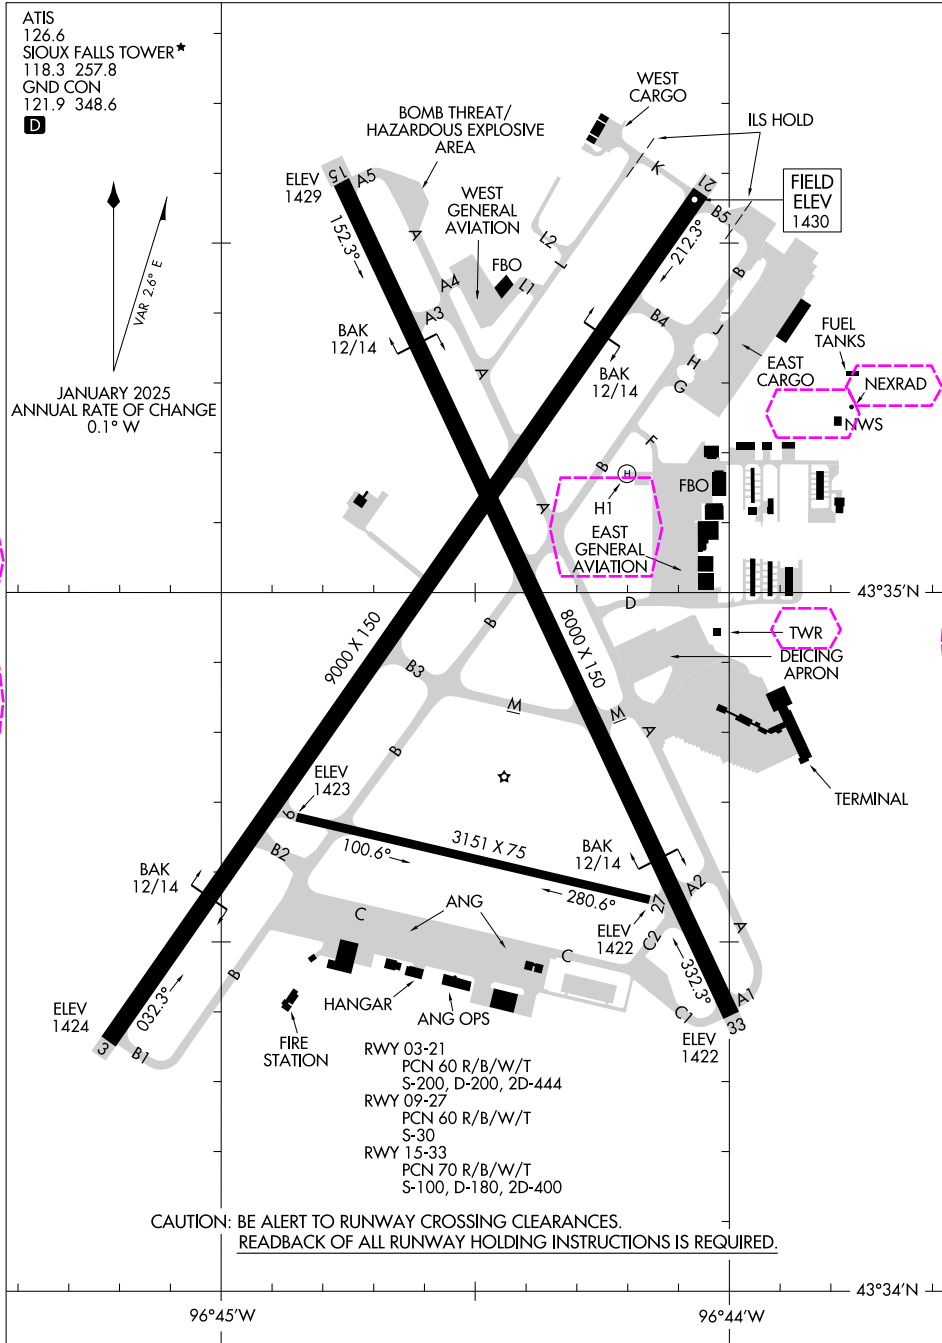 ATIS
126.6
SIOUX FALLS TOWER★
118.3 257.8
GND CON
121.9 348.6
D
VAR 2.6° E
JANUARY 2025
ANNUAL RATE OF CHANGE
0.1° W
BOMB THREAT/
HAZARDOUS EXPLOSIVE
AREA
WEST
CARGO
ILS HOLD
K
ELEV
1429
15
A5
A
WEST
GENERAL
AVIATION
21
FIELD
ELEV
1430
B5
152.3°
212.3°
L2
L
FBO
L1
A4
A3
B
B4
J
H
G
BAK
12/14
BAK
12/14
A
EAST
CARGO
FUEL
TANKS
NEXRAD
NWS
F
B
H
H1
FBO
A
EAST
GENERAL
AVIATION
43°35'N
D
TWR
DEICING
APRON
9000 X 150
8000 X 150
B
B3
M
M
A
B
TERMINAL
ELEV
1423
9
3151 X 75
100.6°
280.6°
BAK
12/14
BAK
12/14
B2
A2
27
ELEV
1422
C
ANG
C
C2
A
332.3°
B
032.3°
ELEV
1424
3
B1
HANGAR
ANG OPS
FIRE
STATION
C1
A1
33
ELEV
1422
RWY 03-21
PCN 60 R/B/W/T
S-200, D-200, 2D-444
RWY 09-27
PCN 60 R/B/W/T
S-30
RWY 15-33
PCN 70 R/B/W/T
S-100, D-180, 2D-400
CAUTION: BE ALERT TO RUNWAY CROSSING CLEARANCES.
READBACK OF ALL RUNWAY HOLDING INSTRUCTIONS IS REQUIRED.
43°34'N
96°45'W
96°44'W